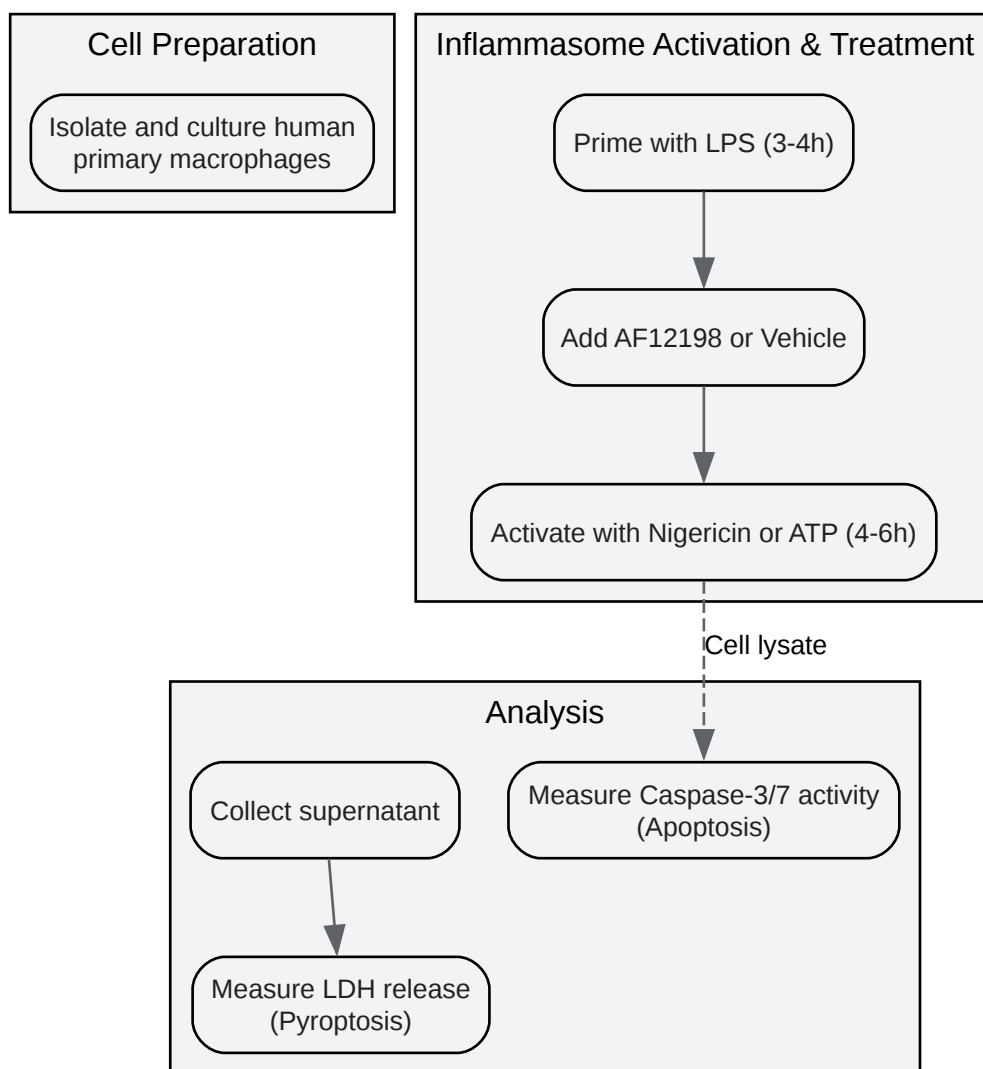 Cell Preparation
Isolate and culture human
primary macrophages
Inflammasome Activation & Treatment
Prime with LPS (3-4h)
Add AF12198 or Vehicle
Activate with Nigericin or ATP (4-6h)
Cell lysate
Analysis
Collect supernatant
Measure LDH release
(Pyroptosis)
Measure Caspase-3/7 activity
(Apoptosis)